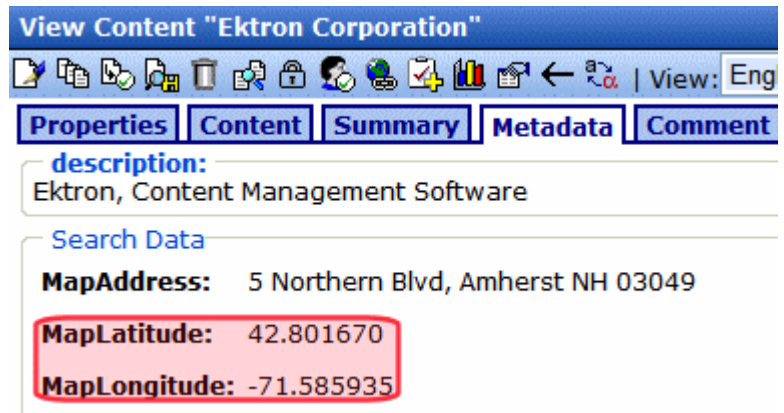 View Content "Ektron Corporation"
View: Eng
Properties Content Summary Metadata Comment
description:
Ektron, Content Management Software
Search Data
MapAddress: 5 Northern Blvd, Amherst NH 03049
MapLatitude: 42.801670
MapLongitude: -71.585935